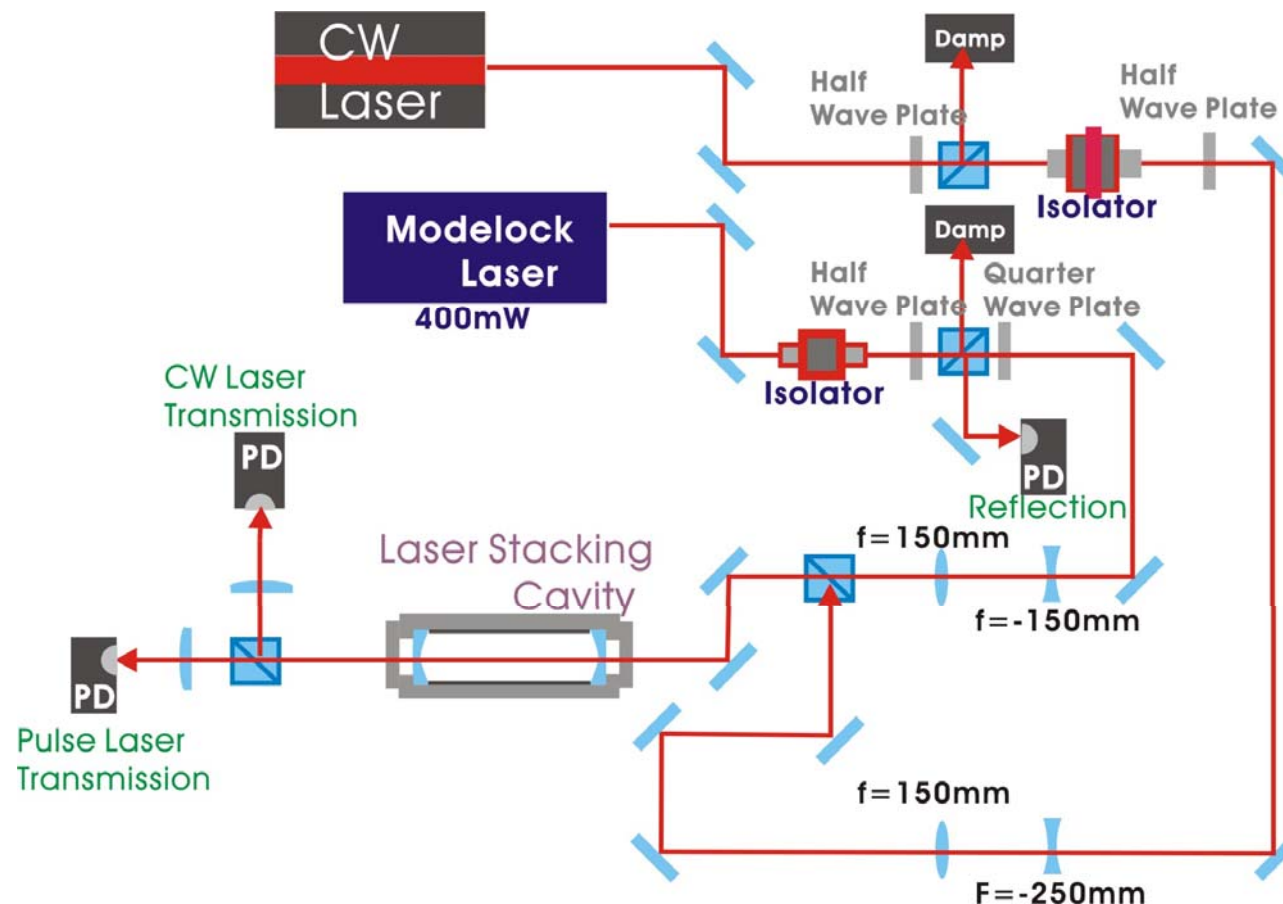 CW
Laser
Damp
Half
Wave Plate
Half
Wave Plate
Isolator
Modelock
Laser
400mW
Damp
Half
Wave Plate
Quarter
Wave Plate
Isolator
CW Laser
Transmission
PD
PD
Reflection
Laser Stacking
Cavity
f=150mm
f=-150mm
PD
Pulse Laser
Transmission
f=150mm
F=-250mm